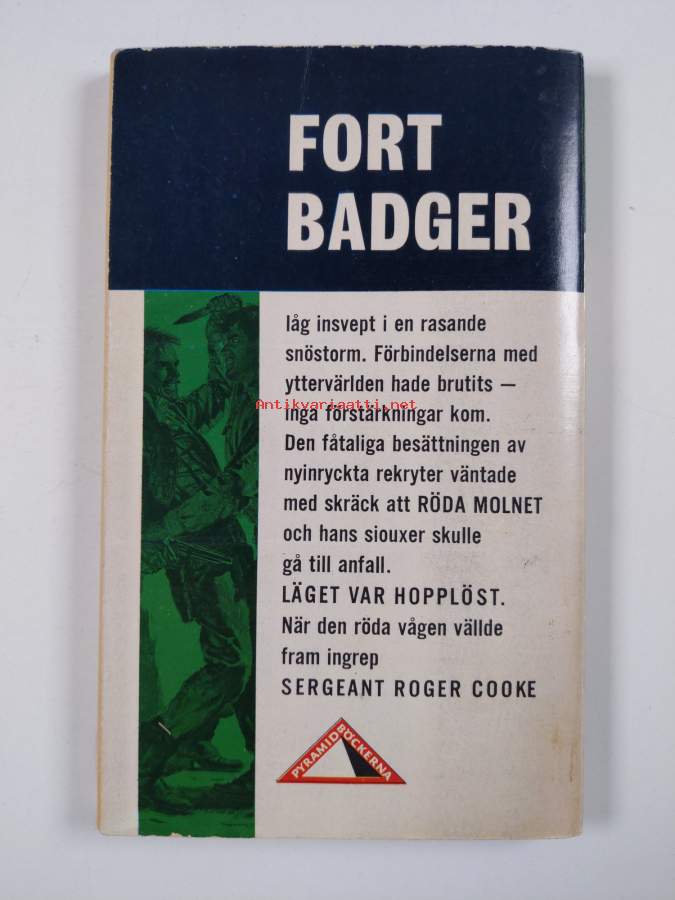 FORT
BADGER
låg insvept i en rasande
snöstorm. Förbindelserna med
yttervärlden hade brutits —
inga förstärkningar kom.
Den fåtaliga besättningen av
nyinryckta rekryter väntade
med skräck att RÖDA MOLNET
och hans siouxer skulle
gå till anfall.
LÄGET VAR HOPPLÖST.
När den röda vågen vällde
fram ingrep
SERGEANT ROGER COOKE
PYRAMIDBÖCKERNA
Antikvariaatti.net